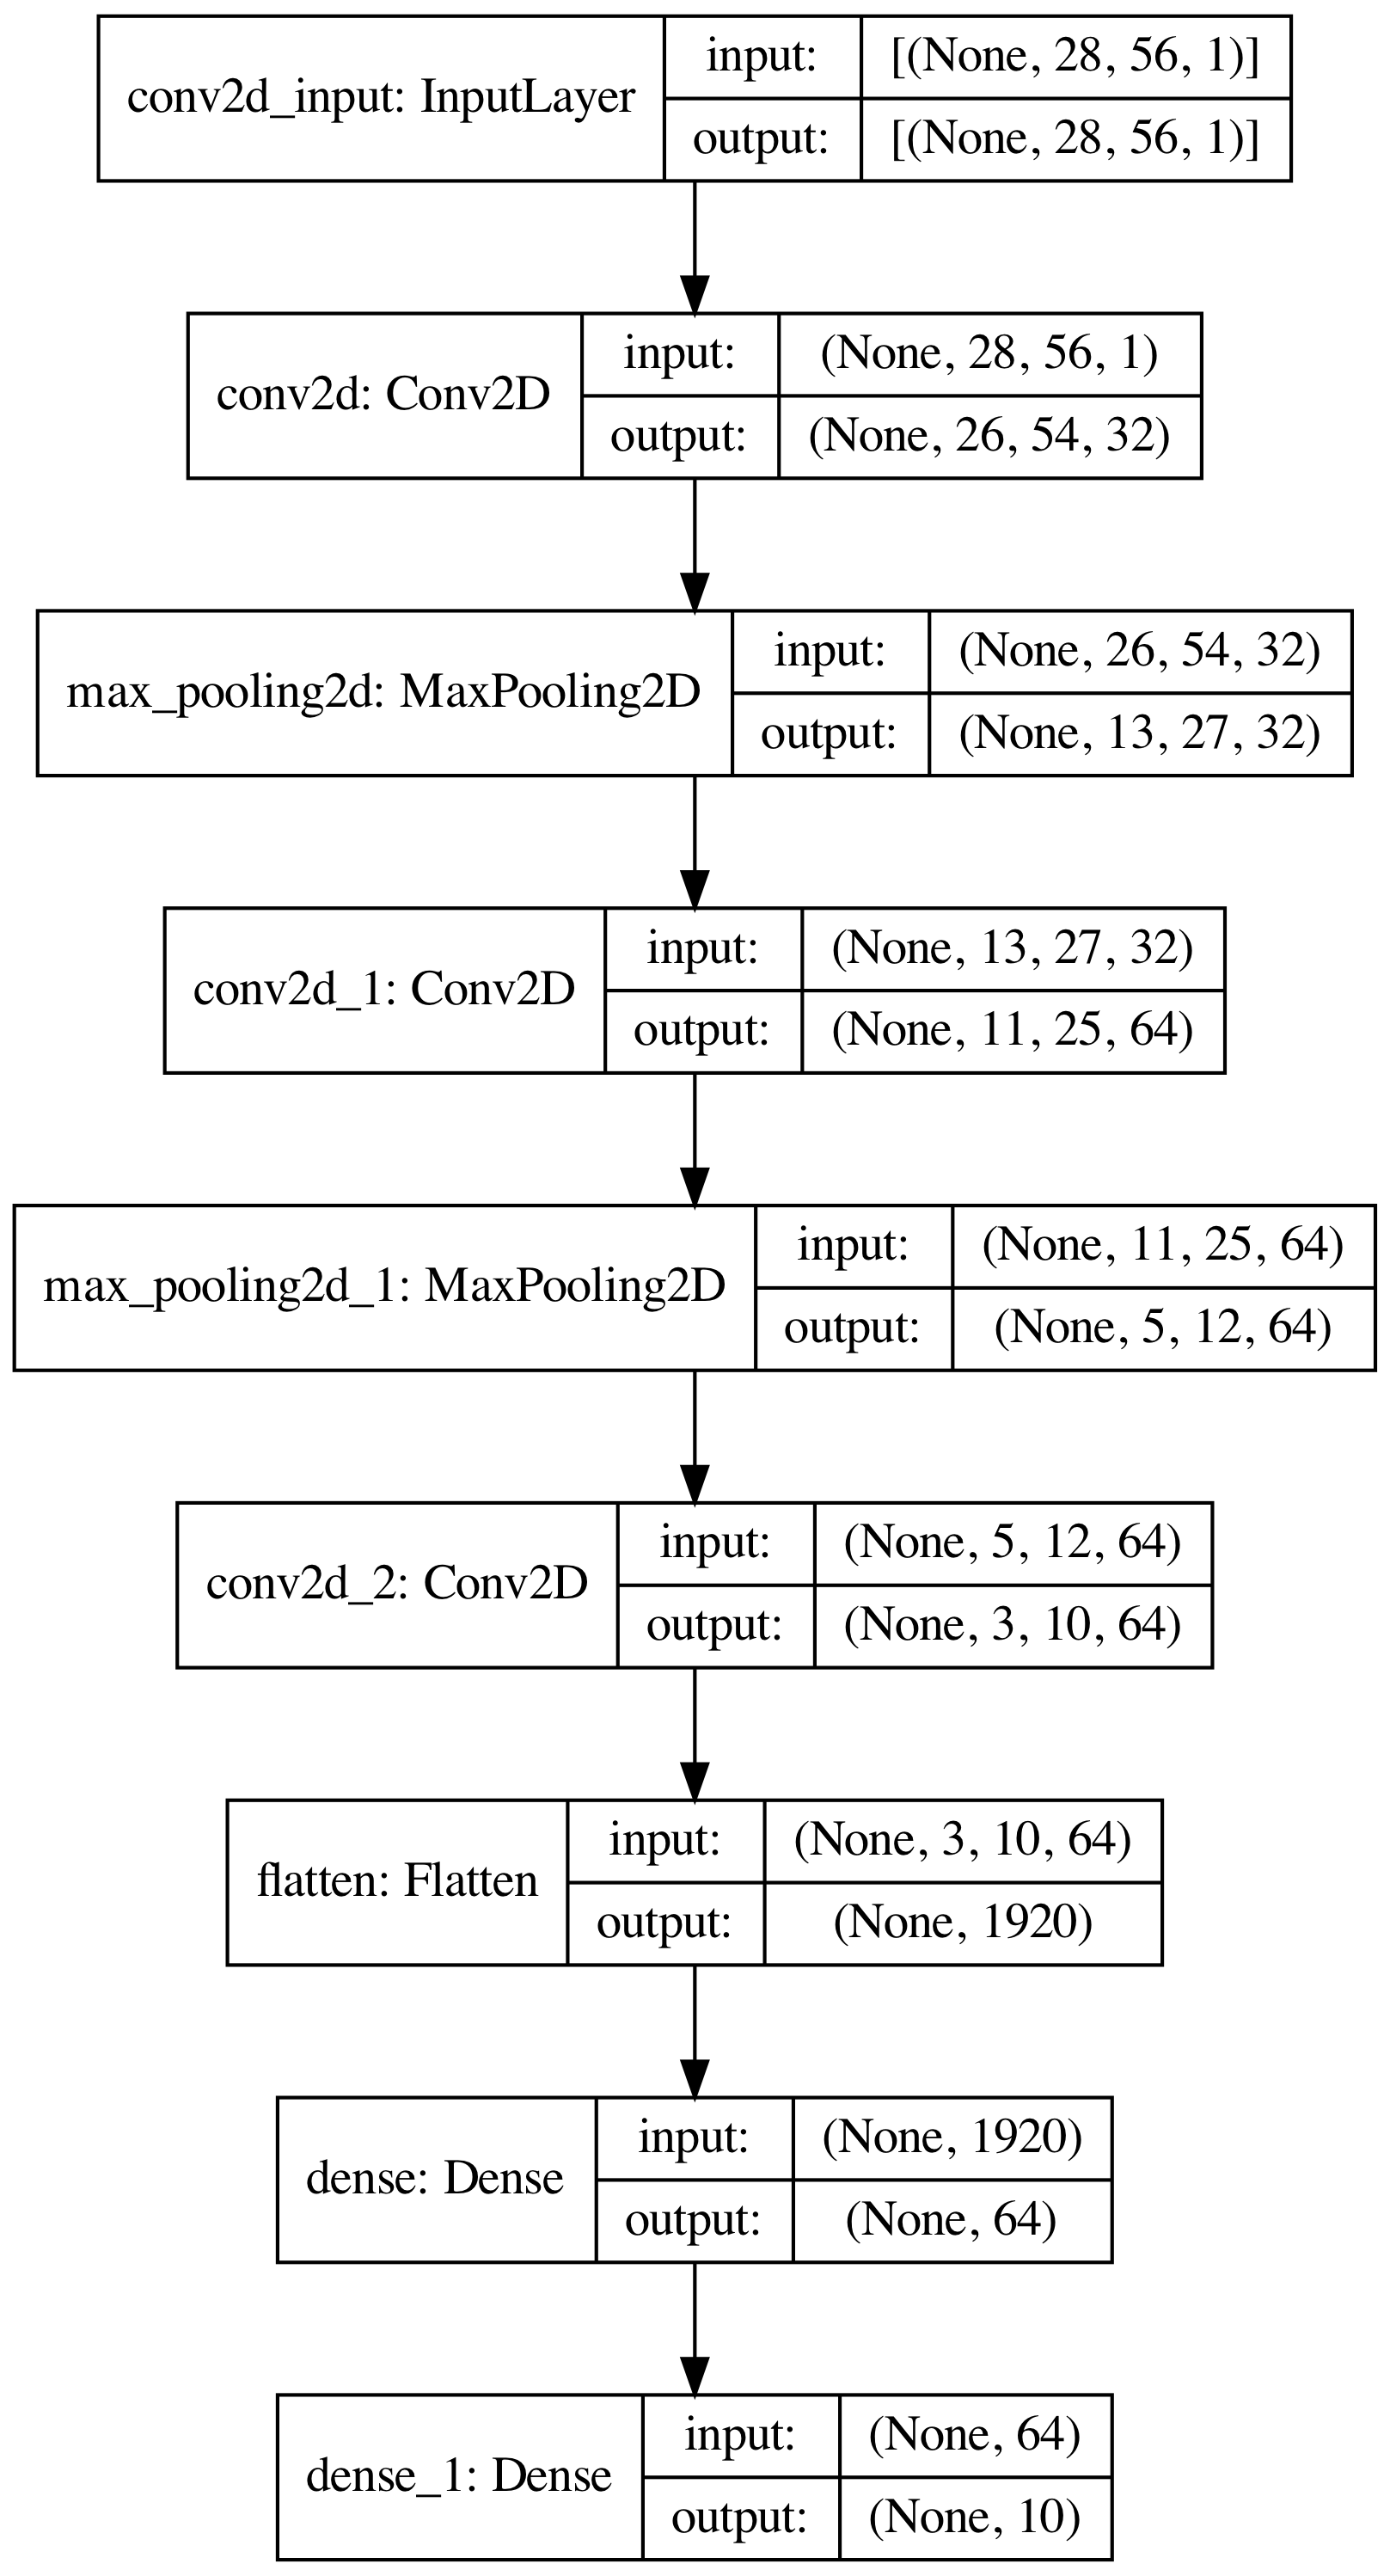 conv2d_input: InputLayer
input:
[(None, 28, 56, 1)]
output:
[(None, 28, 56, 1)]
conv2d: Conv2D
input:
(None, 28, 56, 1)
output:
(None, 26, 54, 32)
max_pooling2d: MaxPooling2D
input:
(None, 26, 54, 32)
output:
(None, 13, 27, 32)
conv2d_1: Conv2D
input:
(None, 13, 27, 32)
output:
(None, 11, 25, 64)
max_pooling2d_1: MaxPooling2D
input:
(None, 11, 25, 64)
output:
(None, 5, 12, 64)
conv2d_2: Conv2D
input:
(None, 5, 12, 64)
output:
(None, 3, 10, 64)
flatten: Flatten
input:
(None, 3, 10, 64)
output:
(None, 1920)
dense: Dense
input:
(None, 1920)
output:
(None, 64)
dense_1: Dense
input:
(None, 64)
output:
(None, 10)